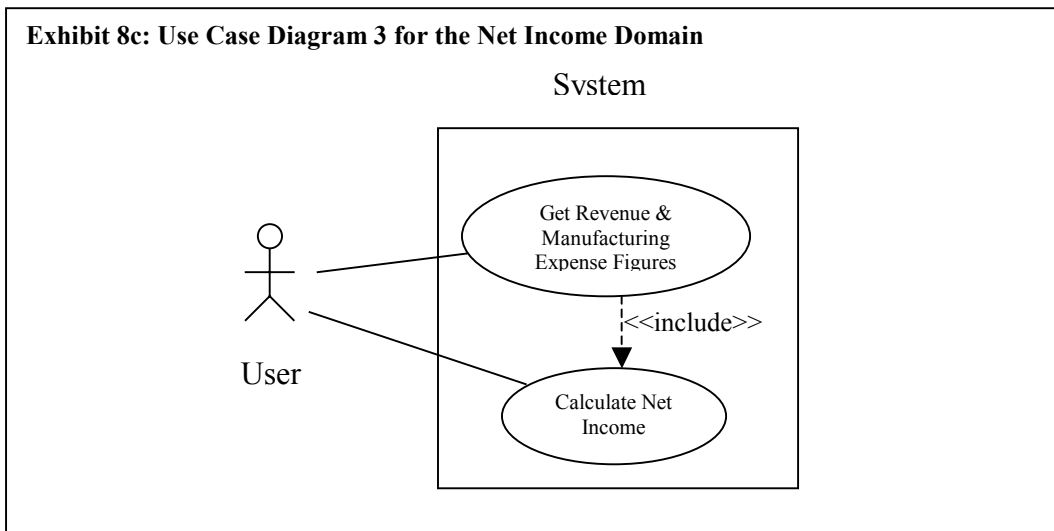 Exhibit 8c: Use Case Diagram 3 for the Net Income Domain
System
Get Revenue &
Manufacturing
Expense Figures
<<include>>
User
Calculate Net
Income